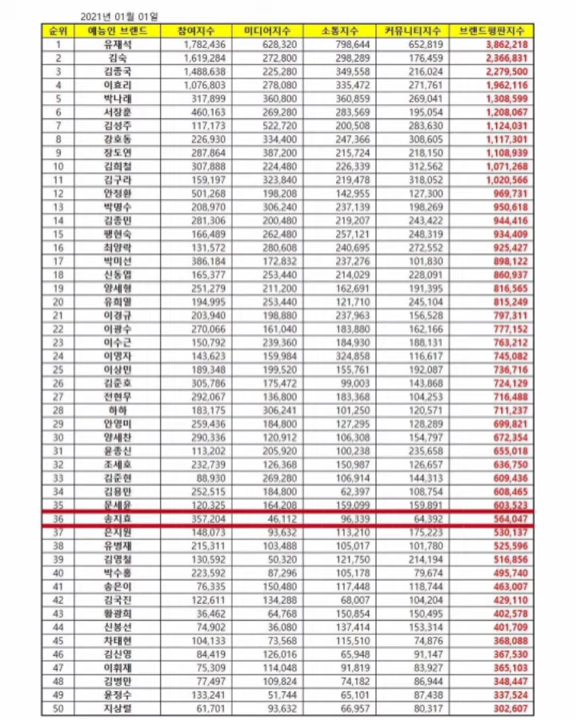 2021년 01월 01일
순위 예능인 브랜드 참여지수 미디어지수 소통지수 커뮤니티지수 브랜드평판지수
1 유재석 1,782,436 628,320 798,644 652,819 3,862,218
2 김숙 1,619,284 272,800 298,289 176,459 2,366,831
3 김종국 1,488,638 225,280 349,558 216,024 2,279,500
4 이효리 1,076,803 278,080 335,472 271,761 1,962,116
5 박나래 317,899 360,800 360,859 269,041 1,308,599
6 서장훈 460,163 269,280 283,569 195,054 1,208,067
7 김성주 117,173 522,720 200,508 283,630 1,124,031
8 강호동 226,930 334,400 247,366 308,605 1,117,301
9 장도연 287,864 387,200 215,724 218,150 1,108,939
10 김희철 307,888 224,480 226,339 312,562 1,071,268
11 김구라 159,197 323,840 219,478 318,052 1,020,566
12 안정환 501,268 198,208 142,955 127,300 969,731
13 박명수 208,970 306,240 237,139 198,269 950,618
14 김종민 281,306 200,480 219,207 243,422 944,416
15 팽현숙 166,489 262,480 257,121 248,319 934,409
16 최양락 131,572 280,608 240,695 272,552 925,427
17 박미선 386,184 172,832 237,276 101,830 898,122
18 신동엽 165,377 253,440 214,029 228,091 860,937
19 양세형 251,279 211,200 162,691 191,395 816,565
20 유희열 194,995 253,440 121,710 245,104 815,249
21 이경규 203,940 198,880 237,963 156,528 797,311
22 이광수 270,066 161,040 183,880 162,166 777,152
23 이수근 150,792 239,360 184,930 188,131 763,212
24 이영자 143,623 159,984 324,858 116,617 745,082
25 이상민 189,348 199,520 155,761 192,087 736,716
26 김준호 305,786 175,472 99,003 143,868 724,129
27 전현무 292,067 136,800 183,368 104,253 716,488
28 하하 183,175 306,241 101,250 120,571 711,237
29 안영미 259,436 184,800 127,295 128,289 699,821
30 양세찬 290,336 120,912 106,308 154,797 672,354
31 윤종신 113,202 205,920 100,238 235,658 655,018
32 조세호 232,739 126,368 150,987 126,657 636,750
33 김준현 88,930 269,280 106,914 144,313 609,436
34 김용만 252,515 184,800 62,397 108,754 608,465
35 문세윤 120,325 164,208 159,099 159,891 603,523
36 송지효 357,204 46,112 96,339 64,392 564,047
37 은지원 148,073 93,632 113,210 175,223 530,137
38 유병재 215,311 103,488 105,017 101,780 525,596
39 김영철 130,592 50,320 121,750 214,194 516,856
40 박수홍 223,592 87,296 105,178 79,674 495,740
41 송은이 76,335 150,480 117,448 118,744 463,007
42 김국진 122,611 134,288 68,007 104,204 429,110
43 황광희 36,462 64,768 150,854 150,495 402,578
44 신봉선 74,902 36,080 137,414 153,314 401,709
45 차태현 104,133 73,568 115,510 74,876 368,088
46 김신영 84,419 126,016 65,948 91,147 367,530
47 이휘재 75,309 114,048 91,819 83,927 365,103
48 김병만 77,497 109,824 74,182 86,944 348,447
49 윤정수 133,241 51,744 65,101 87,438 337,524
50 지상렬 61,701 93,632 66,957 80,317 302,607